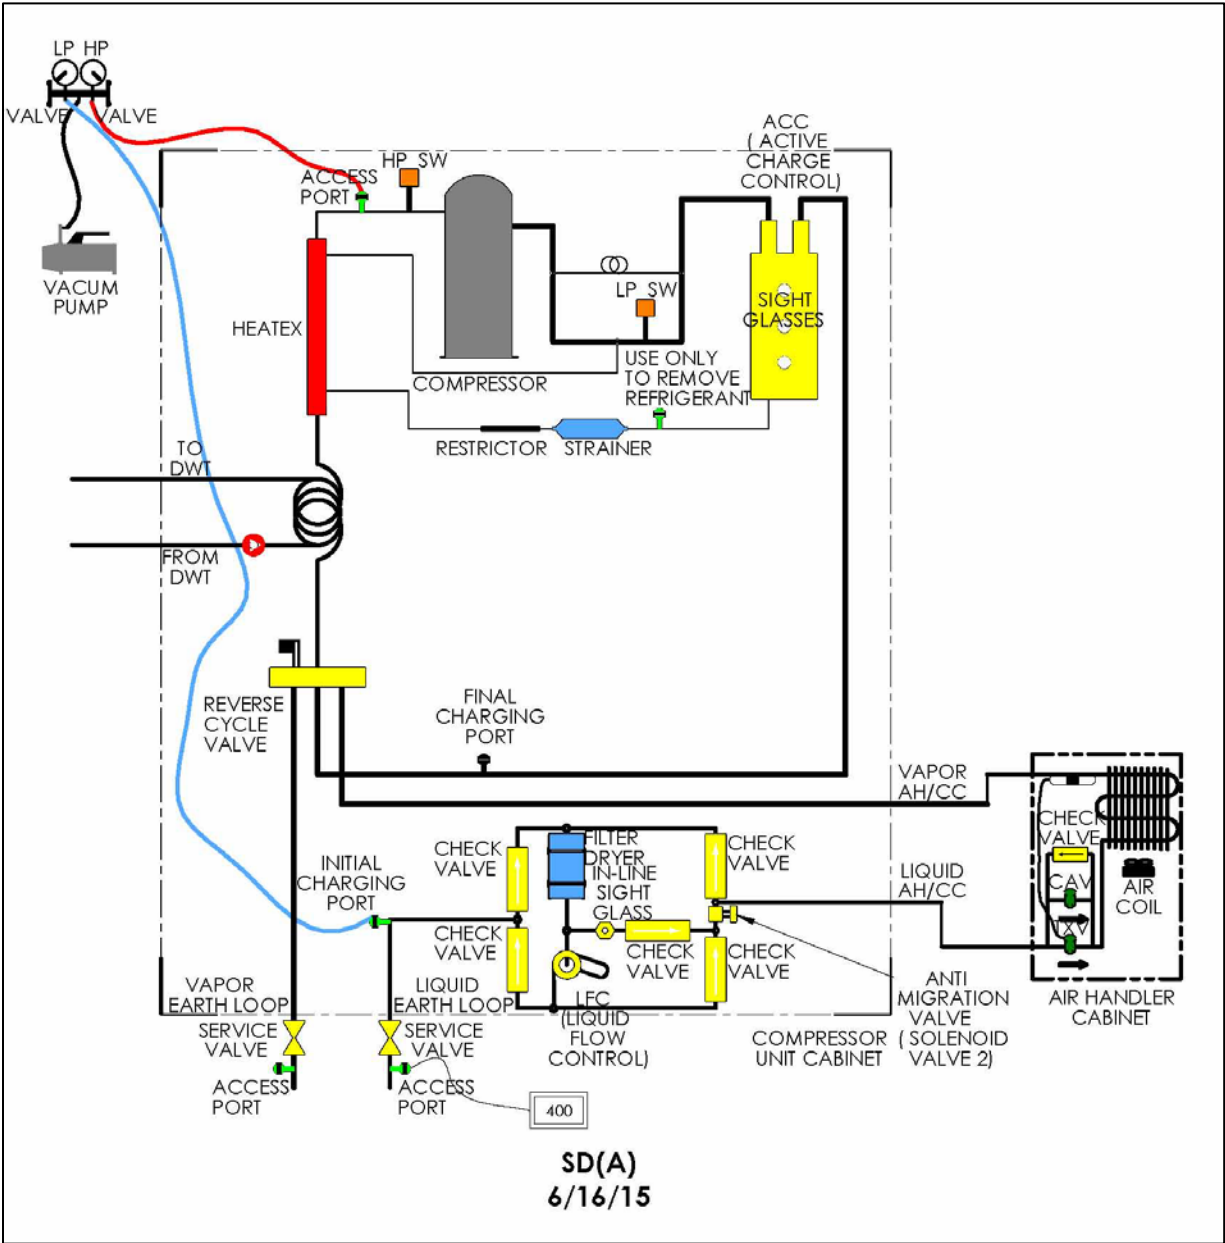 LP HP
VALVE VALVE
VACUM
PUMP
ACCESS
PORT
HP SW
ACC
( ACTIVE
CHARGE
CONTROL)
HEATEX
COMPRESSOR
LP SW
SIGHT
GLASSES
USE ONLY
TO REMOVE
REFRIGERANT
RESTRICTOR
STRAINER
TO
DWT
FROM
DWT
REVERSE
CYCLE
VALVE
FINAL
CHARGING
PORT
VAPOR
AH/CC
LIQUID
AH/CC
CHECK
VALVE
CAV
TXV
AIR
COIL
AIR HANDLER
CABINET
INITIAL
CHARGING
PORT
CHECK
VALVE
FILTER
DRYER
IN-LINE
SIGHT
GLASS
CHECK
VALVE
CHECK
VALVE
CHECK
VALVE
CHECK
VALVE
ANTI
MIGRATION
VALVE
( SOLENOID
VALVE 2)
LFC
(LIQUID
FLOW
CONTROL)
COMPRESSOR
UNIT CABINET
VAPOR
EARTH LOOP
LIQUID
EARTH LOOP
SERVICE
VALVE
SERVICE
VALVE
ACCESS
PORT
ACCESS
PORT
400
SD(A)
6/16/15